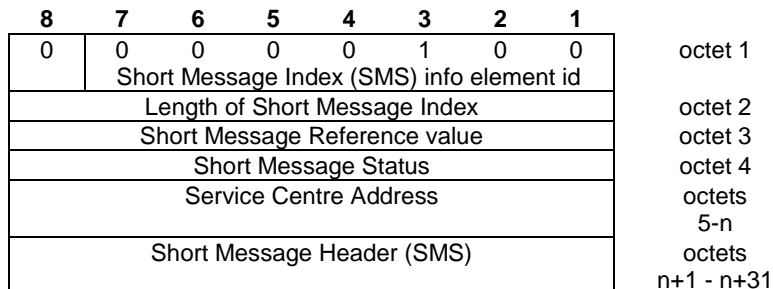 8 7 6 5 4 3 2 1
0 0 0 0 0 1 0 0 octet 1
Short Message Index (SMS) info element id
Length of Short Message Index octet 2
Short Message Reference value octet 3
Short Message Status octet 4
Service Centre Address octets
5-n
Short Message Header (SMS) octets
n+1 - n+31